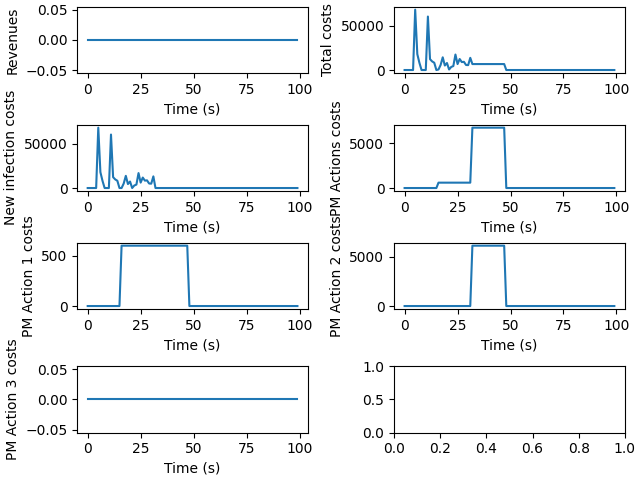 Revenues
0.05
0.00
−0.05
0 25 50 75 100
Time (s)
Total costs
50000
0
0 25 50 75 100
Time (s)
New infection costs
50000
0
0 25 50 75 100
Time (s)
PM Actions costs
5000
0
0 25 50 75 100
Time (s)
PM Action 1 costs
500
0
0 25 50 75 100
Time (s)
PM Action 2 costs
5000
0
0 25 50 75 100
Time (s)
PM Action 3 costs
0.05
0.00
−0.05
0 25 50 75 100
Time (s)
1.0
0.5
0.0
0.0 0.2 0.4 0.6 0.8 1.0